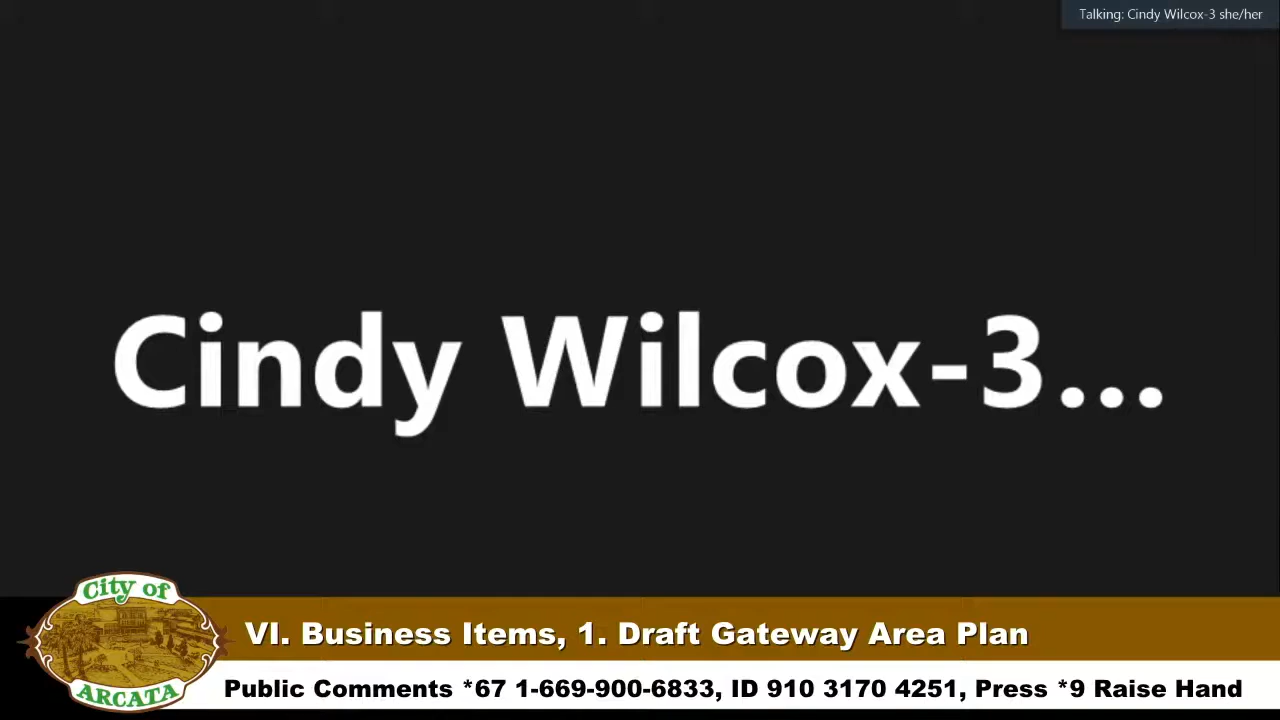 Talking: Cindy Wilcox-3 she/her
Cindy Wilcox-3...
City of
ARCATA
VI. Business Items, 1. Draft Gateway Area Plan
Public Comments *67 1-669-900-6833, ID 910 3170 4251, Press *9 Raise Hand